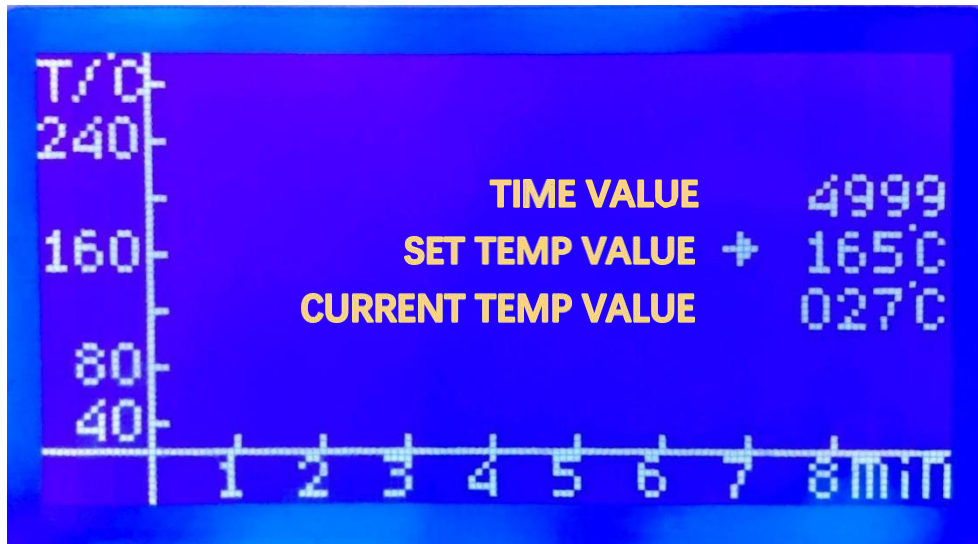 T/°C
240
TIME VALUE 4999
160 SET TEMP VALUE + 165°C
CURRENT TEMP VALUE 027°C
80
40
1 2 3 4 5 6 7 8min